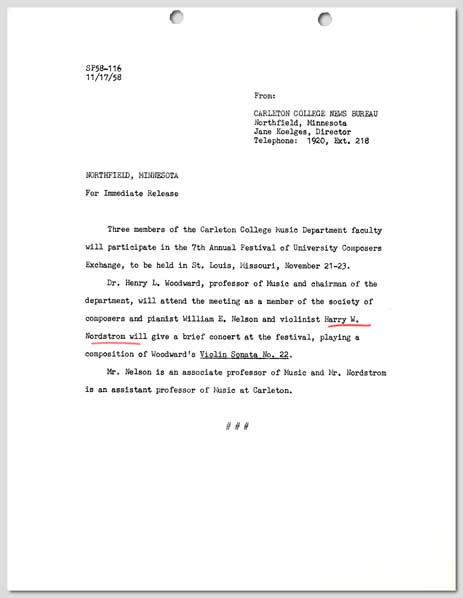 SP58-116
11/17/58
From:
CARLETON COLLEGE NEWS BUREAU
Northfield, Minnesota
Jane Koelges, Director
Telephone: 1920, Ext. 218
NORTHFIELD, MINNESOTA
For Immediate Release
Three members of the Carleton College Music Department faculty
will participate in the 7th Annual Festival of University Composers
Exchange, to be held in St. Louis, Missouri, November 21-23.
Dr. Henry L. Woodward, professor of Music and chairman of the
department, will attend the meeting as a member of the society of
composers and pianist William E. Nelson and violinist Harry W.
Nordstrom will give a brief concert at the festival, playing a
composition of Woodward's Violin Sonata No. 22.
Mr. Nelson is an associate professor of Music and Mr. Nordstrom
is an assistant professor of Music at Carleton.
# # #